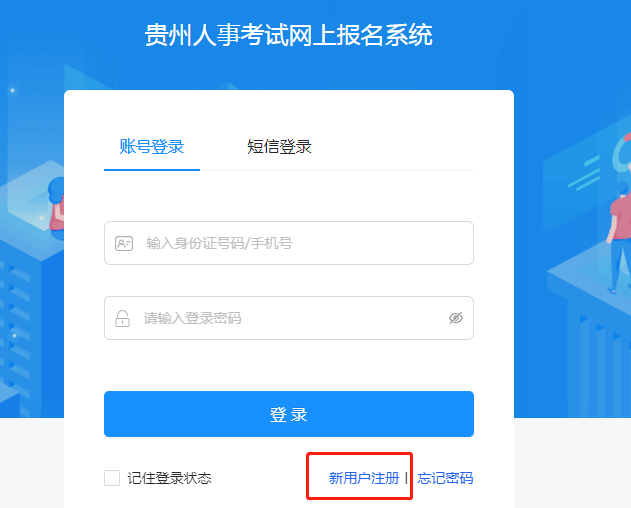 贵州人事考试网上报名系统
账号登录 短信登录
输入身份证号码/手机号
请输入登录密码
登 录
记住登录状态 新用户注册 | 忘记密码